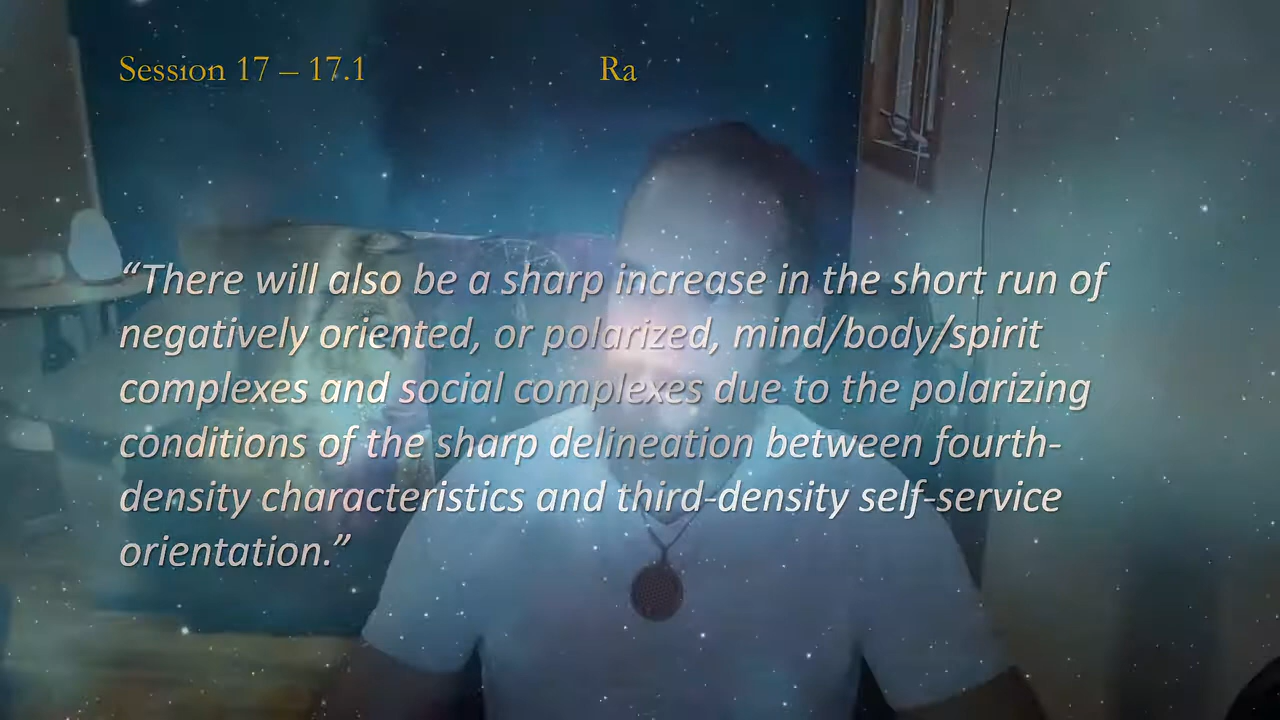 Session 17 – 17.1 Ra
“There will also be a sharp increase in the short run of
negatively oriented, or polarized, mind/body/spirit
complexes and social complexes due to the polarizing
conditions of the sharp delineation between fourth-
density characteristics and third-density self-service
orientation.”